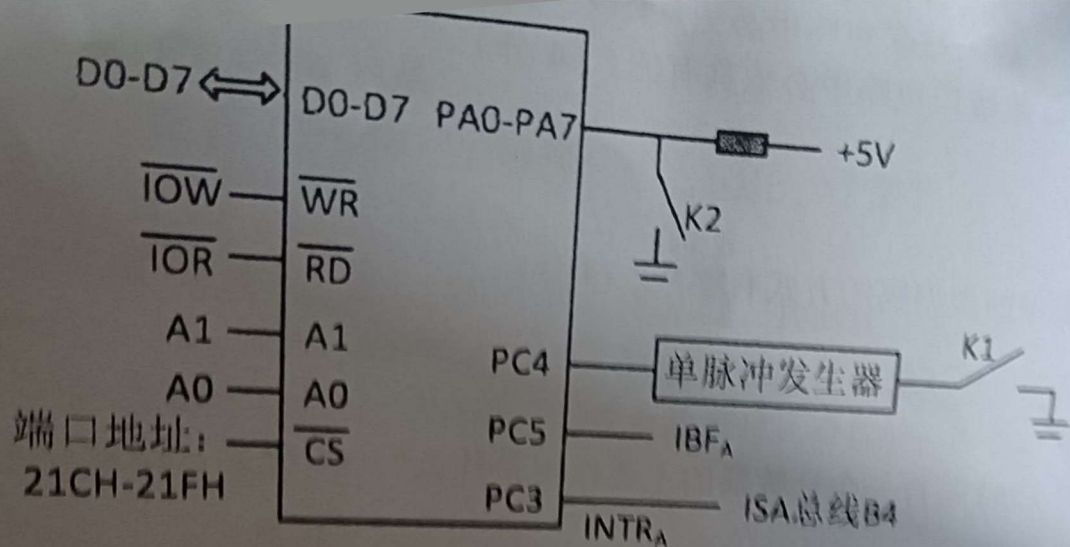 D0-D7
D0-D7 PA0-PA7
+5V
IOW
WR
K2
IOR
RD
A1
A1
K1
PC4
单脉冲发生器
A0
A0
端口地址:
CS
PC5
IBFA
21CH-21FH
PC3
ISA总线B4
INTRA